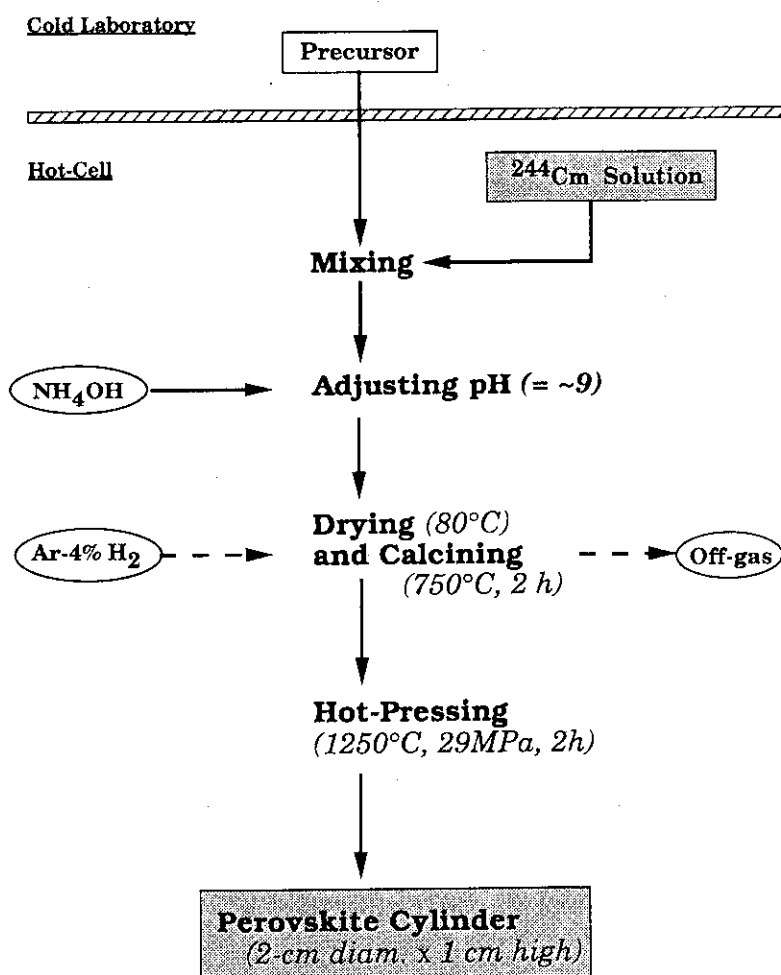 Cold Laboratory
Precursor
Hot-Cell
²⁴⁴Cm Solution
Mixing
NH₄OH
Adjusting pH (= ~9)
Ar-4% H₂
Drying (80°C)
and Calcining
(750°C, 2 h)
Off-gas
Hot-Pressing
(1250°C, 29MPa, 2h)
Perovskite Cylinder
(2-cm diam. x 1 cm high)